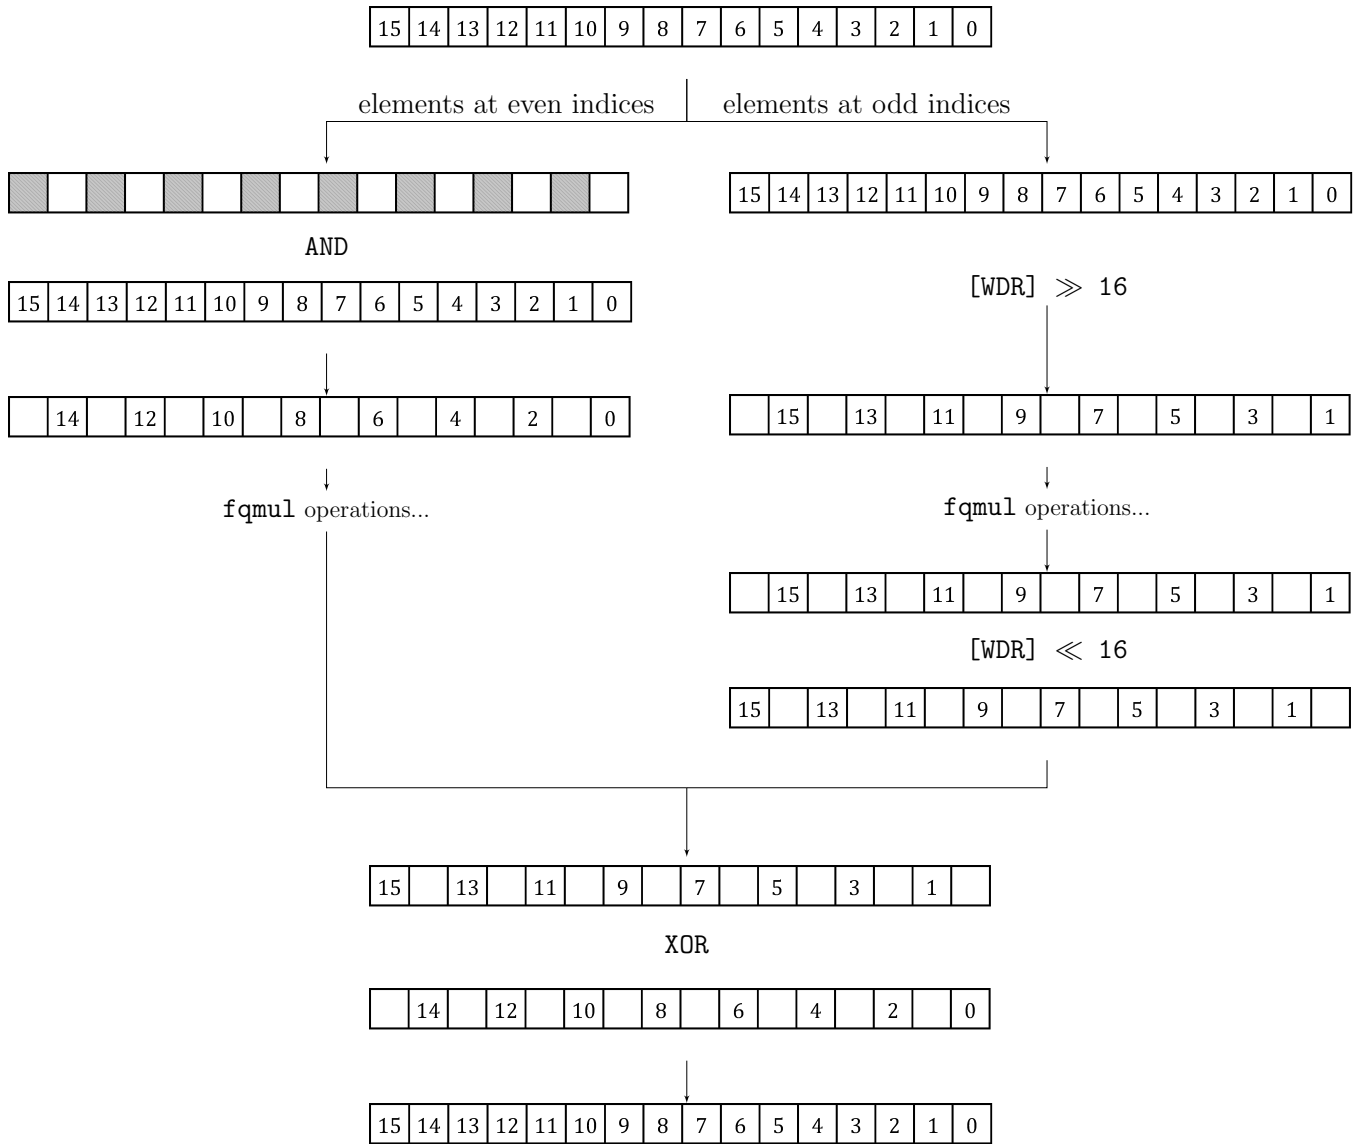 15 14 13 12 11 10 9 8 7 6 5 4 3 2 1 0
elements at even indices
elements at odd indices
15 14 13 12 11 10 9 8 7 6 5 4 3 2 1 0
AND
15 14 13 12 11 10 9 8 7 6 5 4 3 2 1 0
[WDR] ≫ 16
14 12 10 8 6 4 2 0
15 13 11 9 7 5 3 1
fqmul operations...
fqmul operations...
15 13 11 9 7 5 3 1
[WDR] ≪ 16
15 13 11 9 7 5 3 1
15 13 11 9 7 5 3 1
XOR
14 12 10 8 6 4 2 0
15 14 13 12 11 10 9 8 7 6 5 4 3 2 1 0